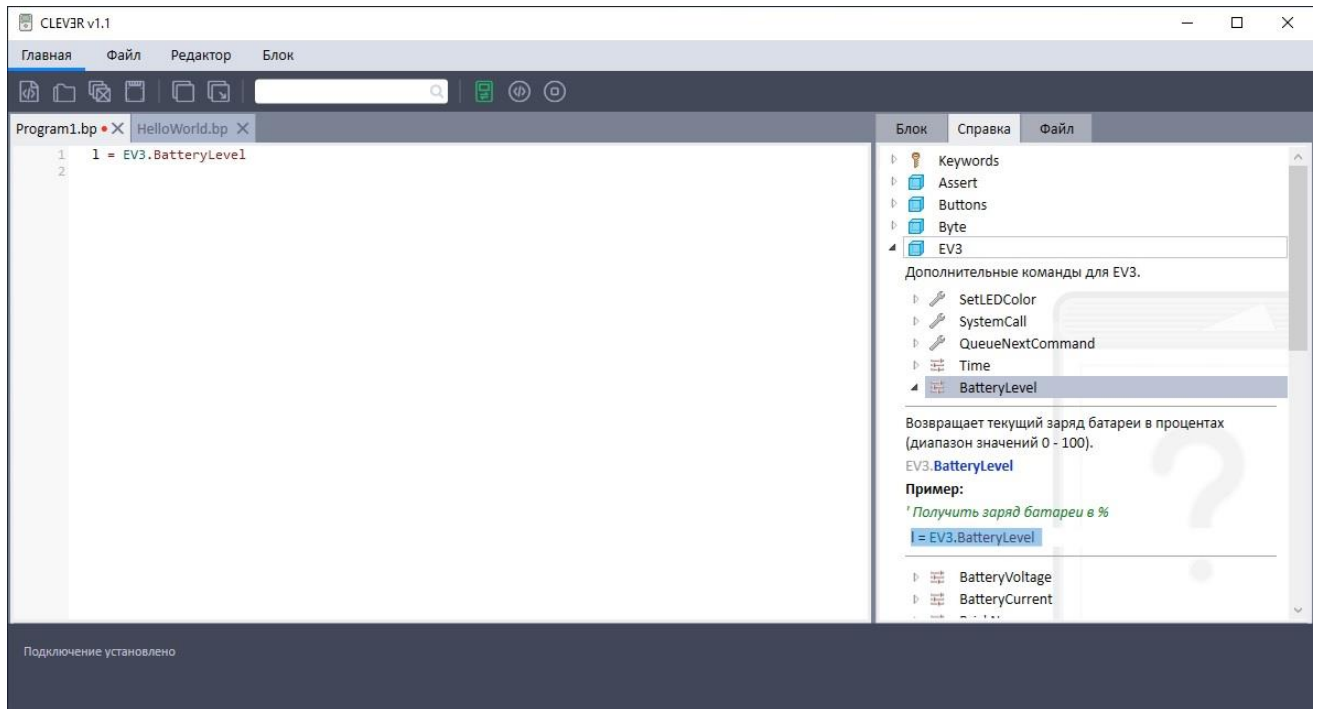 CLEVƎR v1.1
Главная Файл Редактор Блок
Program1.bp HelloWorld.bp
Блок Справка Файл
1 l = EV3.BatteryLevel
2
Keywords
Assert
Buttons
Byte
EV3
Дополнительные команды для EV3.
SetLEDColor
SystemCall
QueueNextCommand
Time
BatteryLevel
Возвращает текущий заряд батареи в процентах
(диапазон значений 0 - 100).
EV3.BatteryLevel
Пример:
' Получить заряд батареи в %
l = EV3.BatteryLevel
BatteryVoltage
BatteryCurrent
Подключение установлено